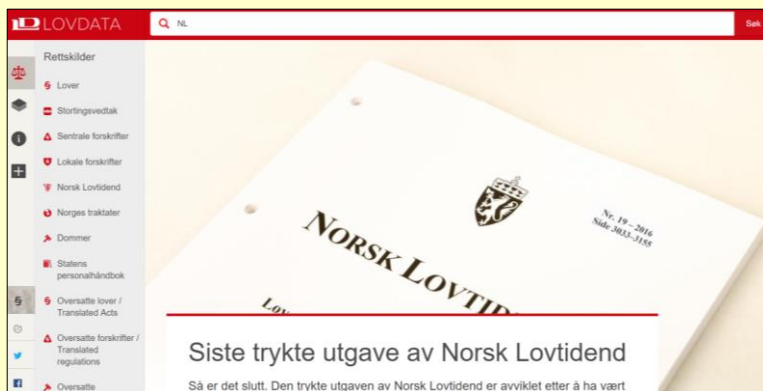 LOVDATA
NL
Søk
Rettskilder
Lover
Stortingsvedtak
Sentrale forskrifter
Lokale forskrifter
Norsk Lovtidend
Norges traktater
Dommer
Statens
personalhåndbok
Oversatte lover /
Translated Acts
Oversatte forskrifter /
Translated
regulations
Oversatte
Nr. 19 – 2016
Side 3033–3155
NORSK LOVTID
Lov
Siste trykte utgave av Norsk Lovtidend
Så er det slutt. Den trykte utgaven av Norsk Lovtidend er avviklet etter å ha vært